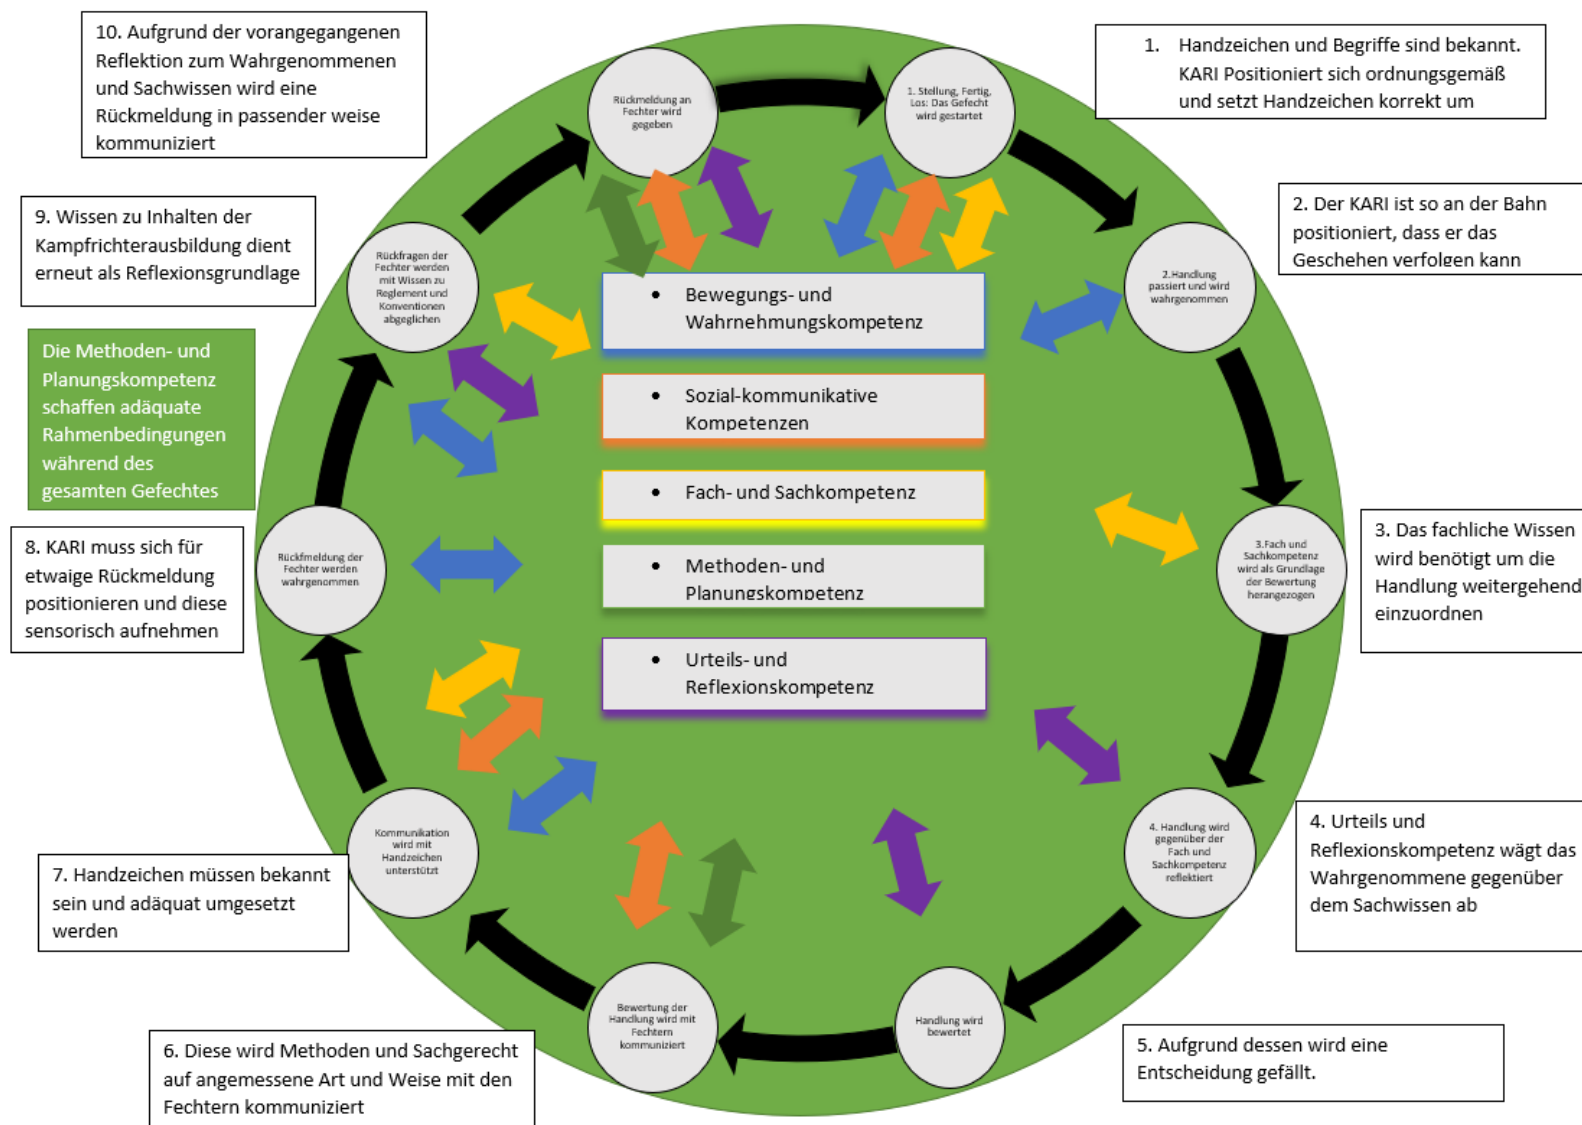 10. Aufgrund der vorangegangenen
Reflektion zum Wahrgenommenen
und Sachwissen wird eine
Rückmeldung in passender weise
kommuniziert
Rückmeldung an
Fechter wird
gegeben
1. Stellung, Fertig,
Los: Das Gefecht
wird gestartet
1. Handzeichen und Begriffe sind bekannt.
KARI Positioniert sich ordnungsgemäß
und setzt Handzeichen korrekt um
9. Wissen zu Inhalten der
Kampfrichterausbildung dient
erneut als Reflexionsgrundlage
Rückfragen der
Fechter werden
mit Wissen zu
Reglement und
Konventionen
abgeglichen
2.Handlung
passiert und wird
wahrgenommen
2. Der KARI ist so an der Bahn
positioniert, dass er das
Geschehen verfolgen kann
• Bewegungs- und
Wahrnehmungskompetenz
• Sozial-kommunikative
Kompetenzen
• Fach- und Sachkompetenz
• Methoden- und
Planungskompetenz
• Urteils- und
Reflexionskompetenz
Die Methoden- und
Planungskompetenz
schaffen adäquate
Rahmenbedingungen
während des
gesamten Gefechtes
8. KARI muss sich für
etwaige Rückmeldung
positionieren und diese
sensorisch aufnehmen
Rückfmeldung der
Fechter werden
wahrgenommen
3.Fach und
Sachkompetenz
wird als Grundlage
der Bewertung
herangezogen
3. Das fachliche Wissen
wird benötigt um die
Handlung weitergehend
einzuordnen
Kommunikation
wird mit
Handzeichen
unterstützt
4. Handlung wird
gegenüber der
Fach und
Sachkompetenz
reflektiert
4. Urteils und
Reflexionskompetenz wägt das
Wahrgenommene gegenüber
dem Sachwissen ab
7. Handzeichen müssen bekannt
sein und adäquat umgesetzt
werden
Bewertung der
Handlung wird mit
Fechtern
kommuniziert
Handlung wird
bewertet
6. Diese wird Methoden und Sachgerecht
auf angemessene Art und Weise mit den
Fechtern kommuniziert
5. Aufgrund dessen wird eine
Entscheidung gefällt.